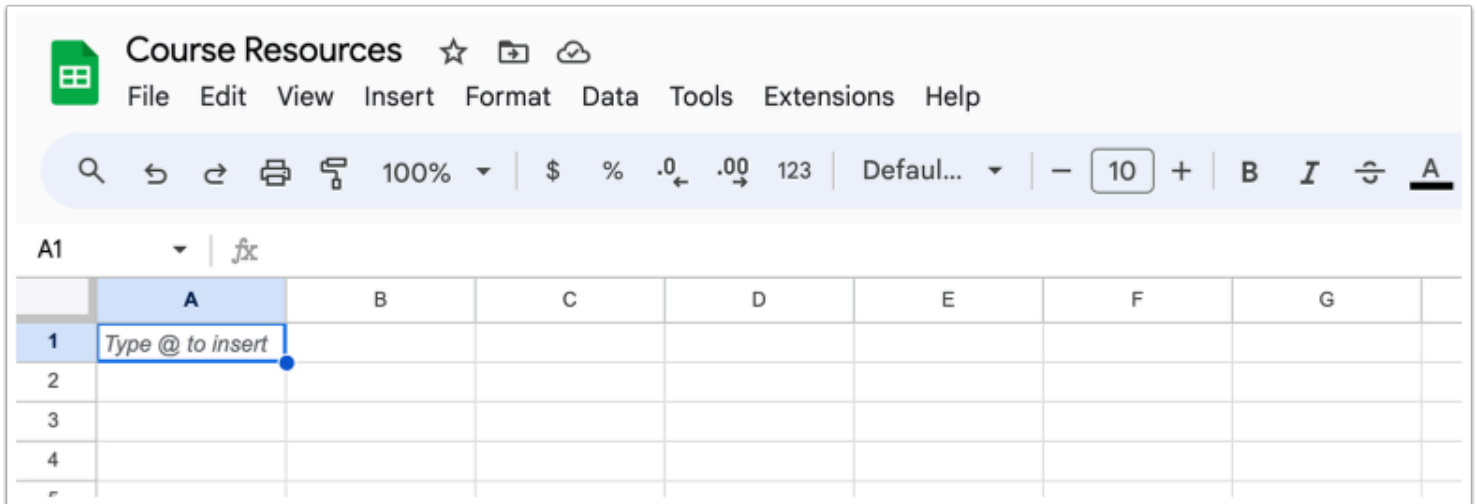 Course Resources
File Edit View Insert Format Data Tools Extensions Help
100% $ % .0 .00 123 Defaul... − 10 + B I S A
A1 fx
A B C D E F G
1 Type @ to insert
2
3
4